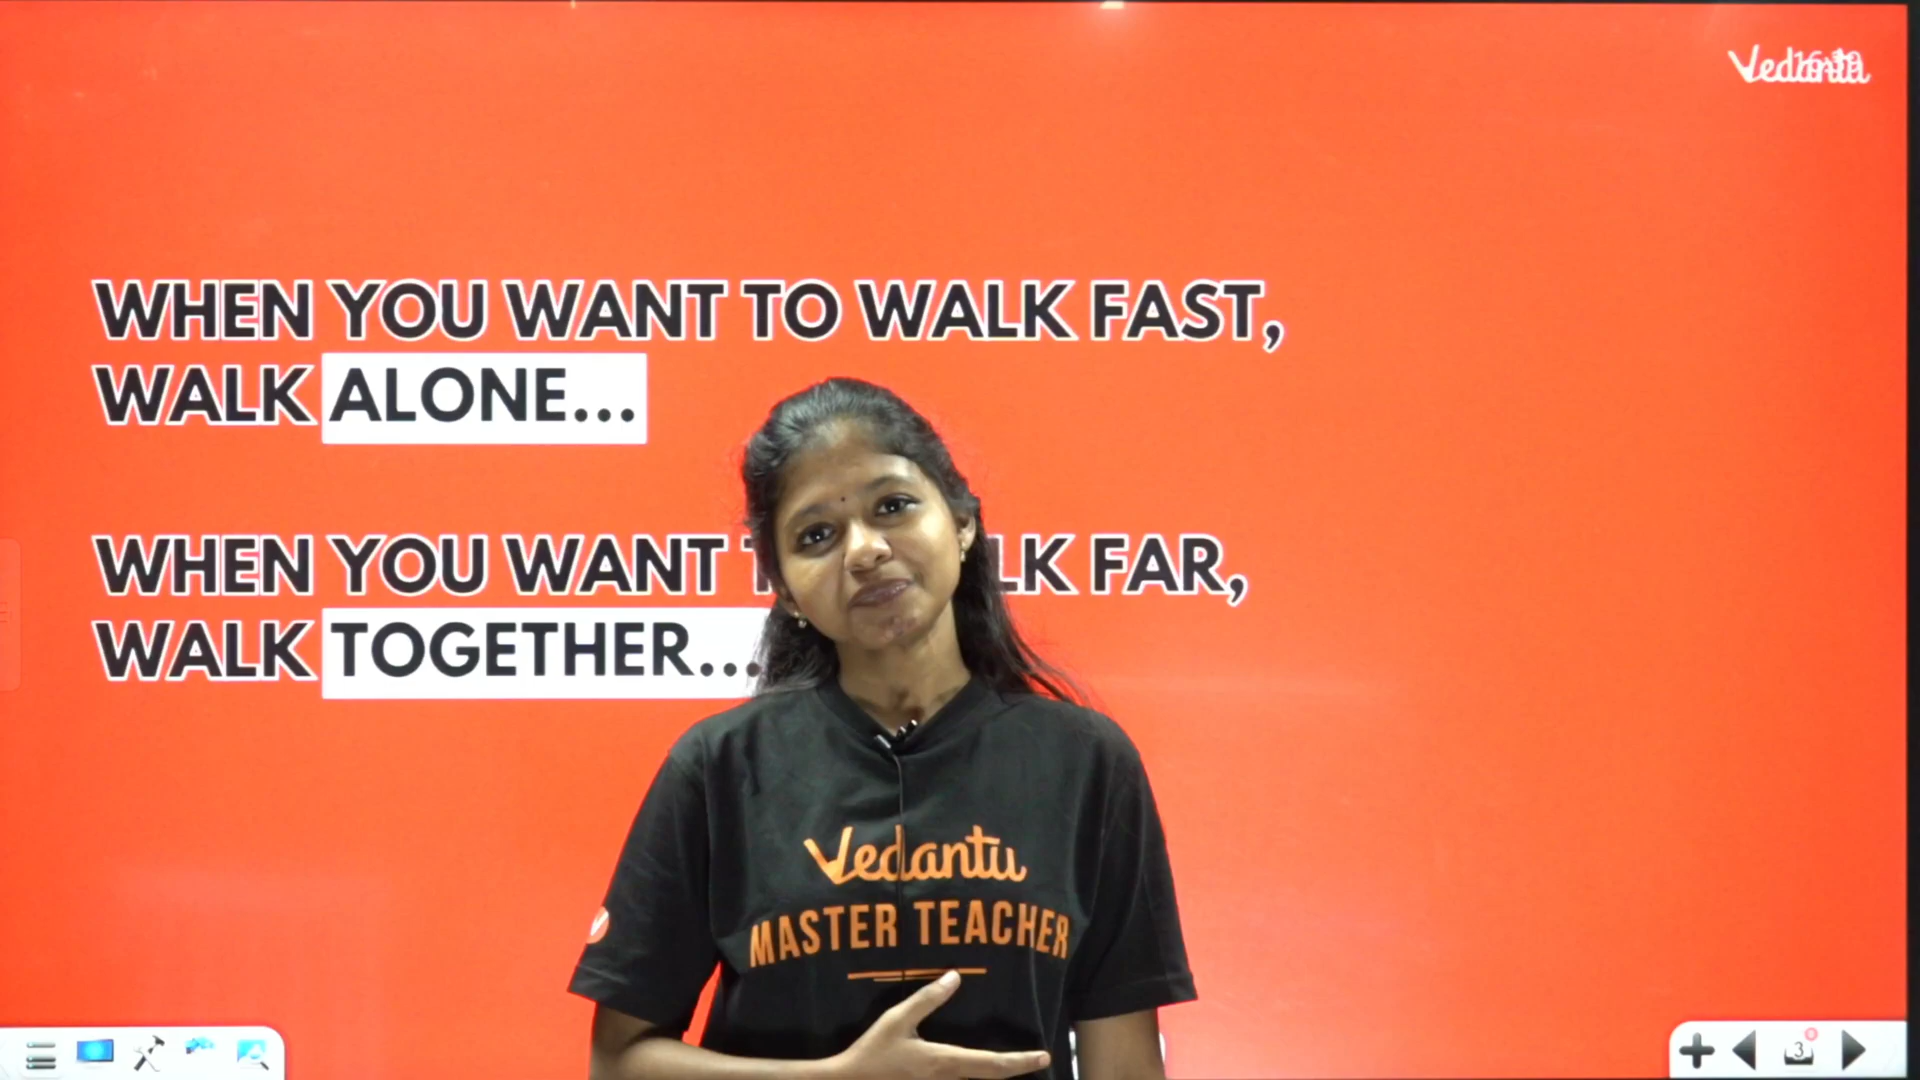 Vedantu
WHEN YOU WANT TO WALK FAST,
WALK ALONE...
WHEN YOU WANT LK FAR,
WALK TOGETHER...
Vedantu
MASTER TEACHER
3